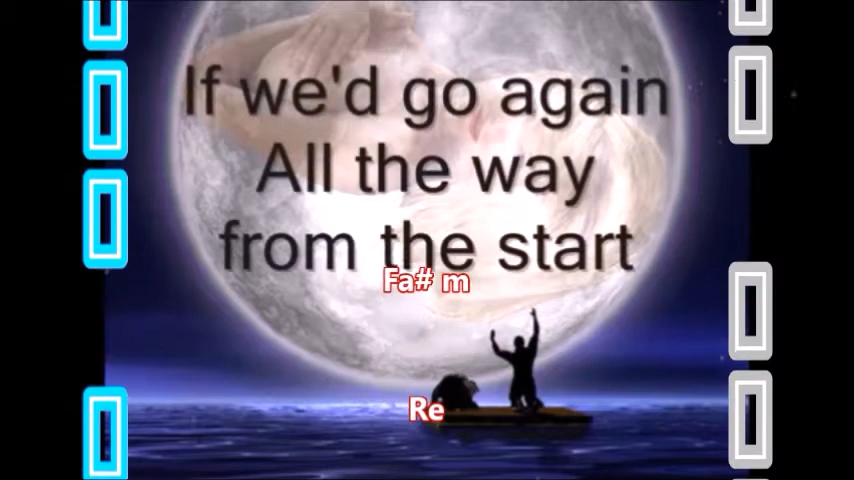 If we'd go again
All the way
from the start
Fa# m
Re